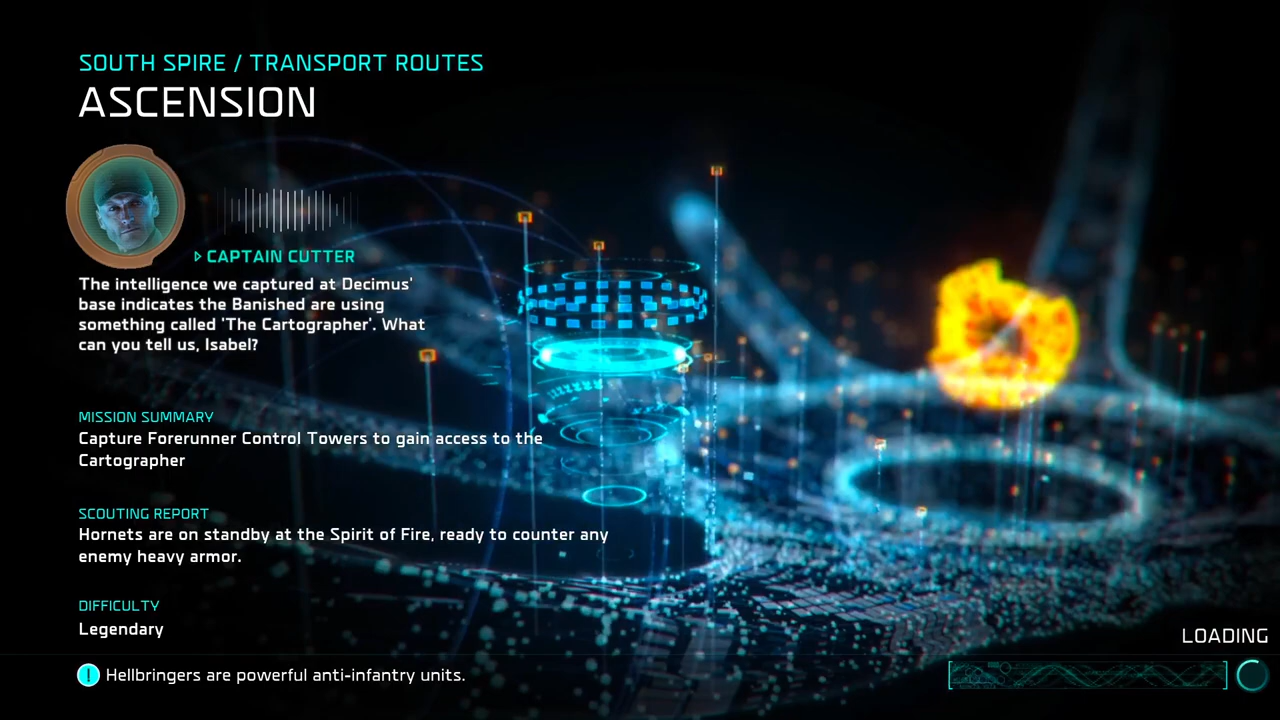 SOUTH SPIRE / TRANSPORT ROUTES
ASCENSION
CAPTAIN CUTTER
The intelligence we captured at Decimus'
base indicates the Banished are using
something called 'The Cartographer'. What
can you tell us, Isabel?
MISSION SUMMARY
Capture Forerunner Control Towers to gain access to the
Cartographer
SCOUTING REPORT
Hornets are on standby at the Spirit of Fire, ready to counter any
enemy heavy armor.
DIFFICULTY
Legendary
LOADING
Hellbringers are powerful anti-infantry units.